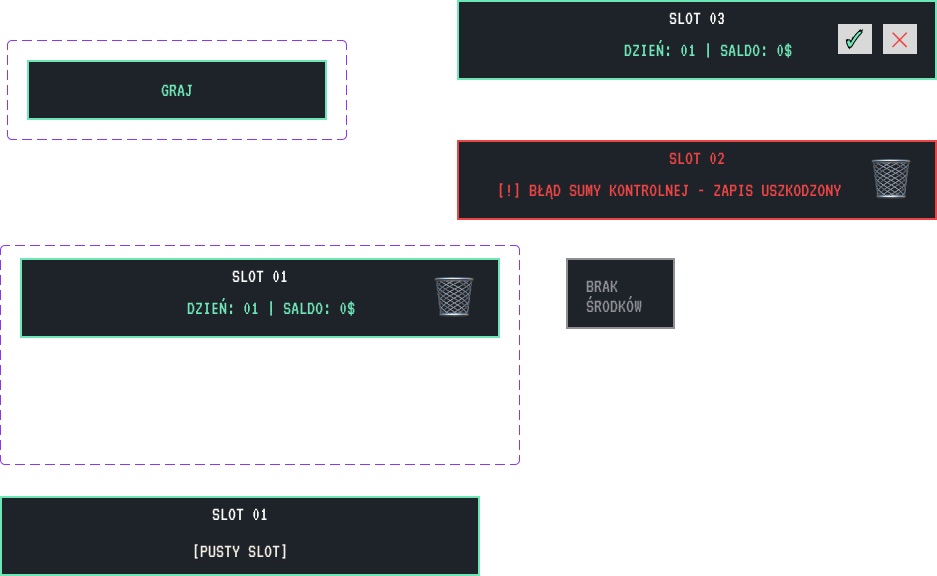 SLOT 03
DZIEŃ: 01 | SALDO: 0$
GRAJ
SLOT 02
[!] BŁĄD SUMY KONTROLNEJ - ZAPIS USZKODZONY
SLOT 01
DZIEŃ: 01 | SALDO: 0$
BRAK
ŚRODKÓW
SLOT 01
[PUSTY SLOT]